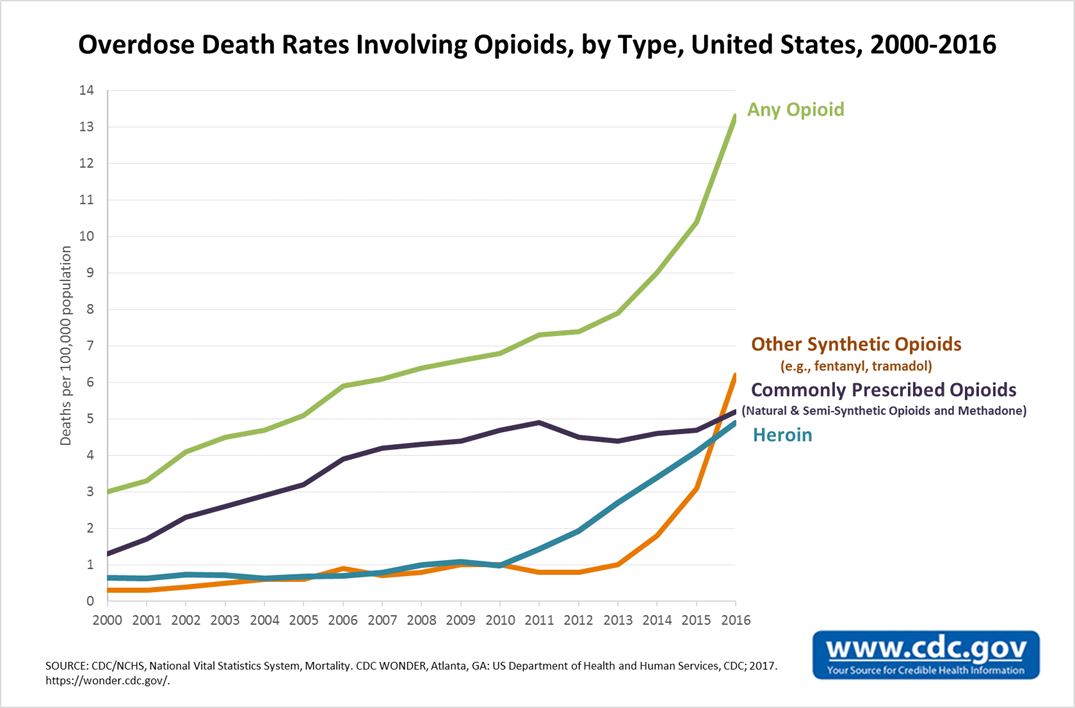 Overdose Death Rates Involving Opioids, by Type, United States, 2000-2016
14
13
12
11
10
9
8
7
6
5
4
3
2
1
0
Deaths per 100,000 population
Any Opioid
Other Synthetic Opioids
(e.g., fentanyl, tramadol)
Commonly Prescribed Opioids
(Natural & Semi-Synthetic Opioids and Methadone)
Heroin
2000 2001 2002 2003 2004 2005 2006 2007 2008 2009 2010 2011 2012 2013 2014 2015 2016
SOURCE: CDC/NCHS, National Vital Statistics System, Mortality. CDC WONDER, Atlanta, GA: US Department of Health and Human Services, CDC; 2017.
https://wonder.cdc.gov/.
www.cdc.gov
Your Source for Credible Health Information